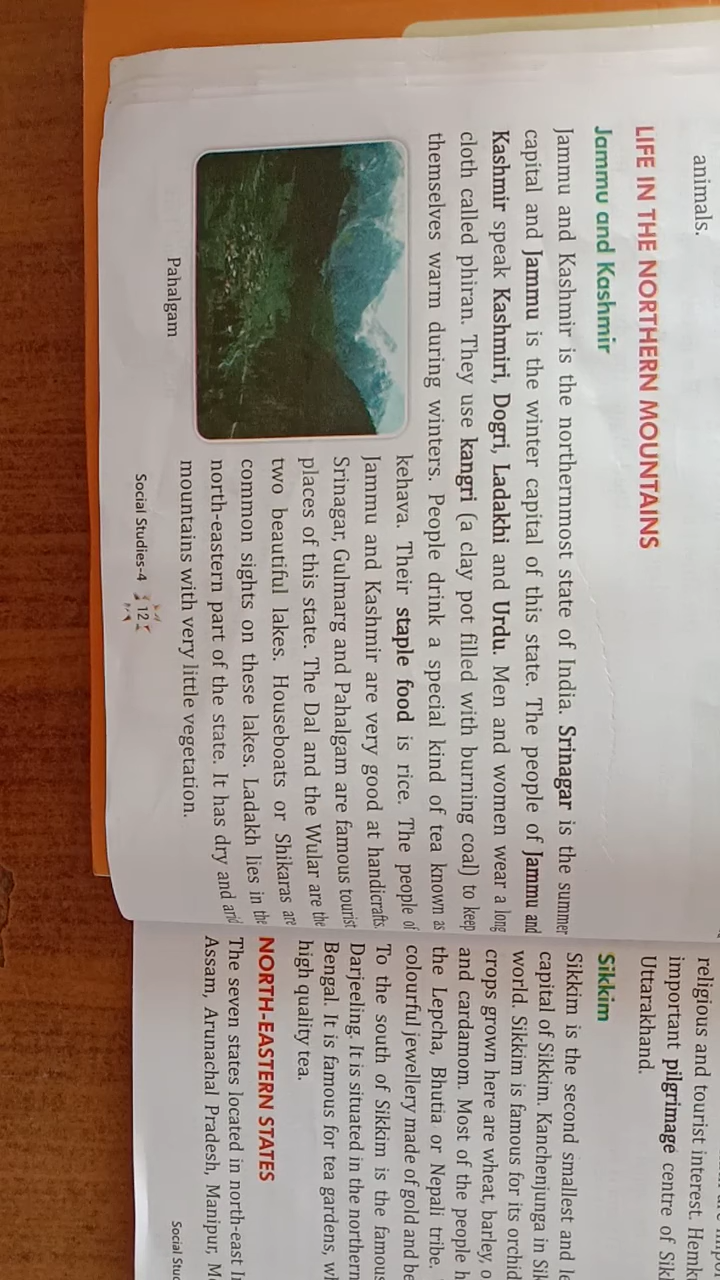 animals.
LIFE IN THE NORTHERN MOUNTAINS
Jammu and Kashmir
Jammu and Kashmir is the northernmost state of India. Srinagar is the summer
capital and Jammu is the winter capital of this state. The people of Jammu and
Kashmir speak Kashmiri, Dogri, Ladakhi and Urdu. Men and women wear a long
cloth called phiran. They use kangri (a clay pot filled with burning coal) to keep
themselves warm during winters. People drink a special kind of tea known as
kehava. Their staple food is rice. The people of
Jammu and Kashmir are very good at handicrafts.
Srinagar, Gulmarg and Pahalgam are famous tourist
places of this state. The Dal and the Wular are the
two beautiful lakes. Houseboats or Shikaras are
common sights on these lakes. Ladakh lies in the
north-eastern part of the state. It has dry and arid
mountains with very little vegetation.
Pahalgam
Social Studies-4 12
religious and tourist interest.
important pilgrimage centre of
Uttarakhand.
Sikkim
Sikkim is the second smallest and
capital of Sikkim. Kanchenjunga in
world. Sikkim is famous for its
crops grown here are wheat, barley,
and cardamom. Most of the people
the Lepcha, Bhutia or Nepali tribe.
colourful jewellery made of gold and
To the south of Sikkim is the
Darjeeling. It is situated in the northern
Bengal. It is famous for tea gardens,
high quality tea.
NORTH-EASTERN STATES
The seven states located in north-east
Assam, Arunachal Pradesh, Manipur,
Social